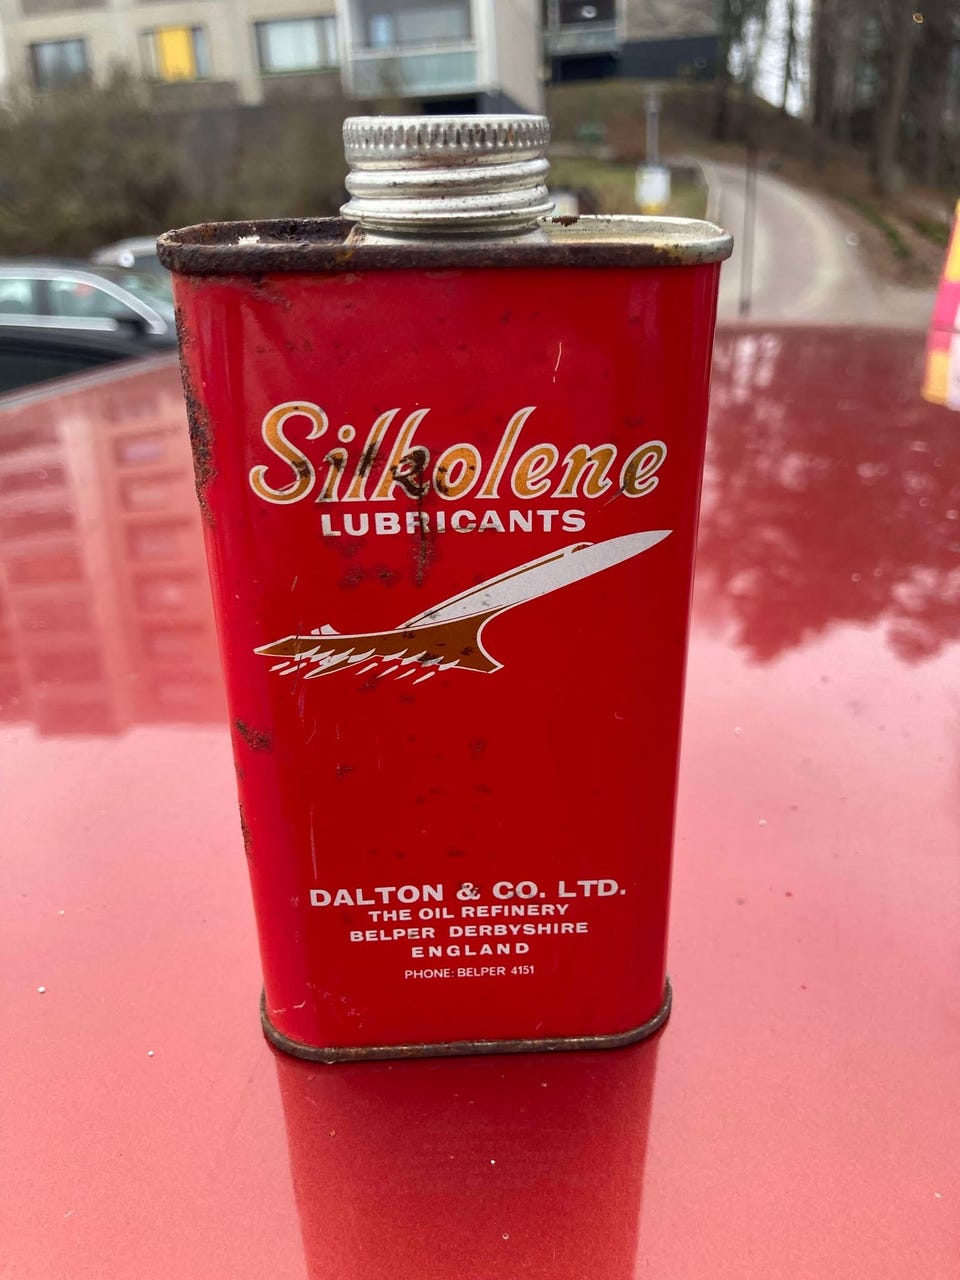 Silkolene
LUBRICANTS
DALTON & CO. LTD.
THE OIL REFINERY
BELPER DERBYSHIRE
ENGLAND
PHONE: BELPER 4151